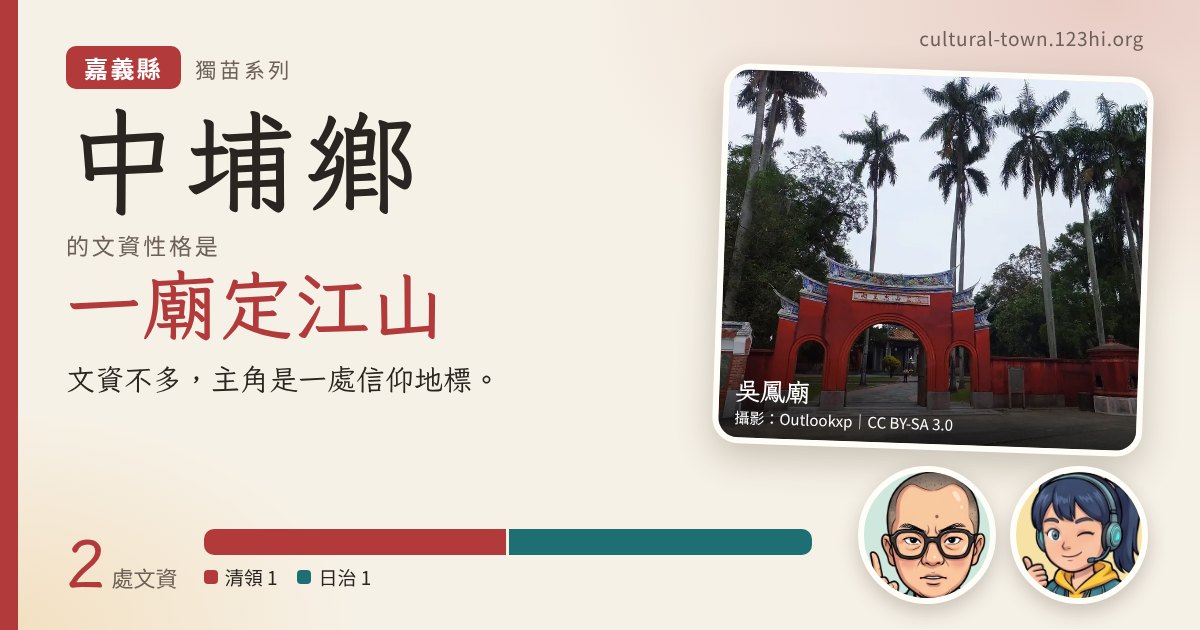 cultural-town.123hi.org
嘉義縣 獨苗系列
中埔鄉
的文資性格是
一廟定江山
文資不多，主角是一處信仰地標。
吳鳳廟
攝影：Outlookxp｜CC BY-SA 3.0
2 處文資
清領 1 日治 1